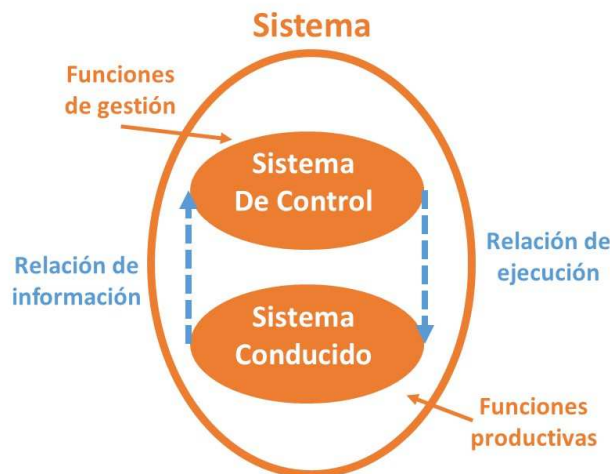 Sistema
Funciones
de gestión
Sistema
De Control
Relación de
información
Relación de
ejecución
Sistema
Conducido
Funciones
productivas